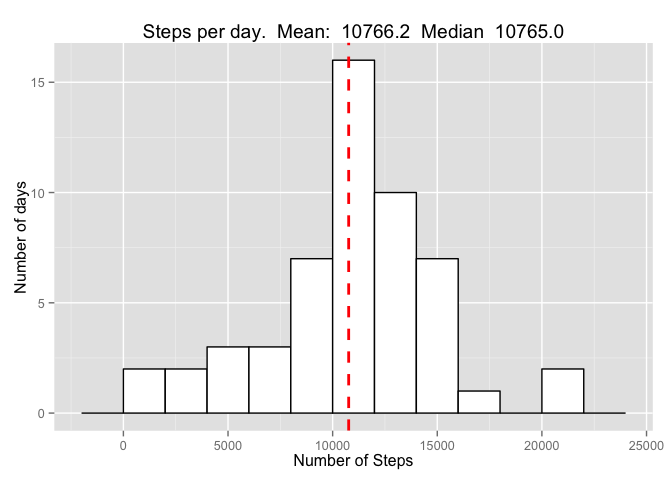 Steps per day.  Mean:  10766.2  Median  10765.0
15
10
5
0
Number of days
0 5000 10000 15000 20000 25000
Number of Steps